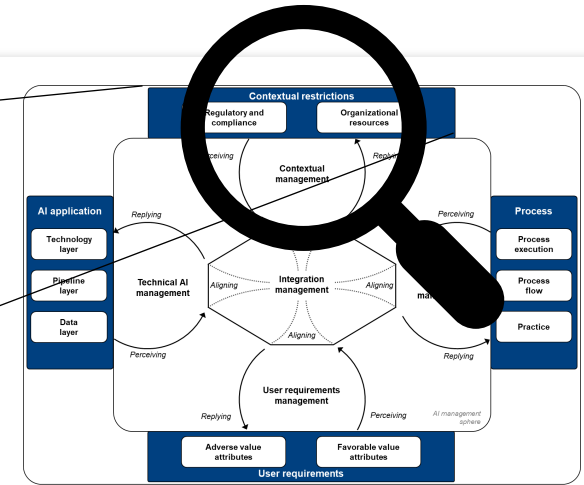 Contextual restrictions
Regulatory and
compliance
Organizational
resources
Contextual
management
AI application
Technology
layer
Pipeline
layer
Data
layer
Replying
Technical AI
management
Perceiving
Aligning
Integration
management
Aligning
Aligning
Perceiving
Replying
Process
Process
execution
Process
flow
Practice
User requirements
management
Replying
Perceiving
AI management
sphere
Adverse value
attributes
Favorable value
attributes
User requirements